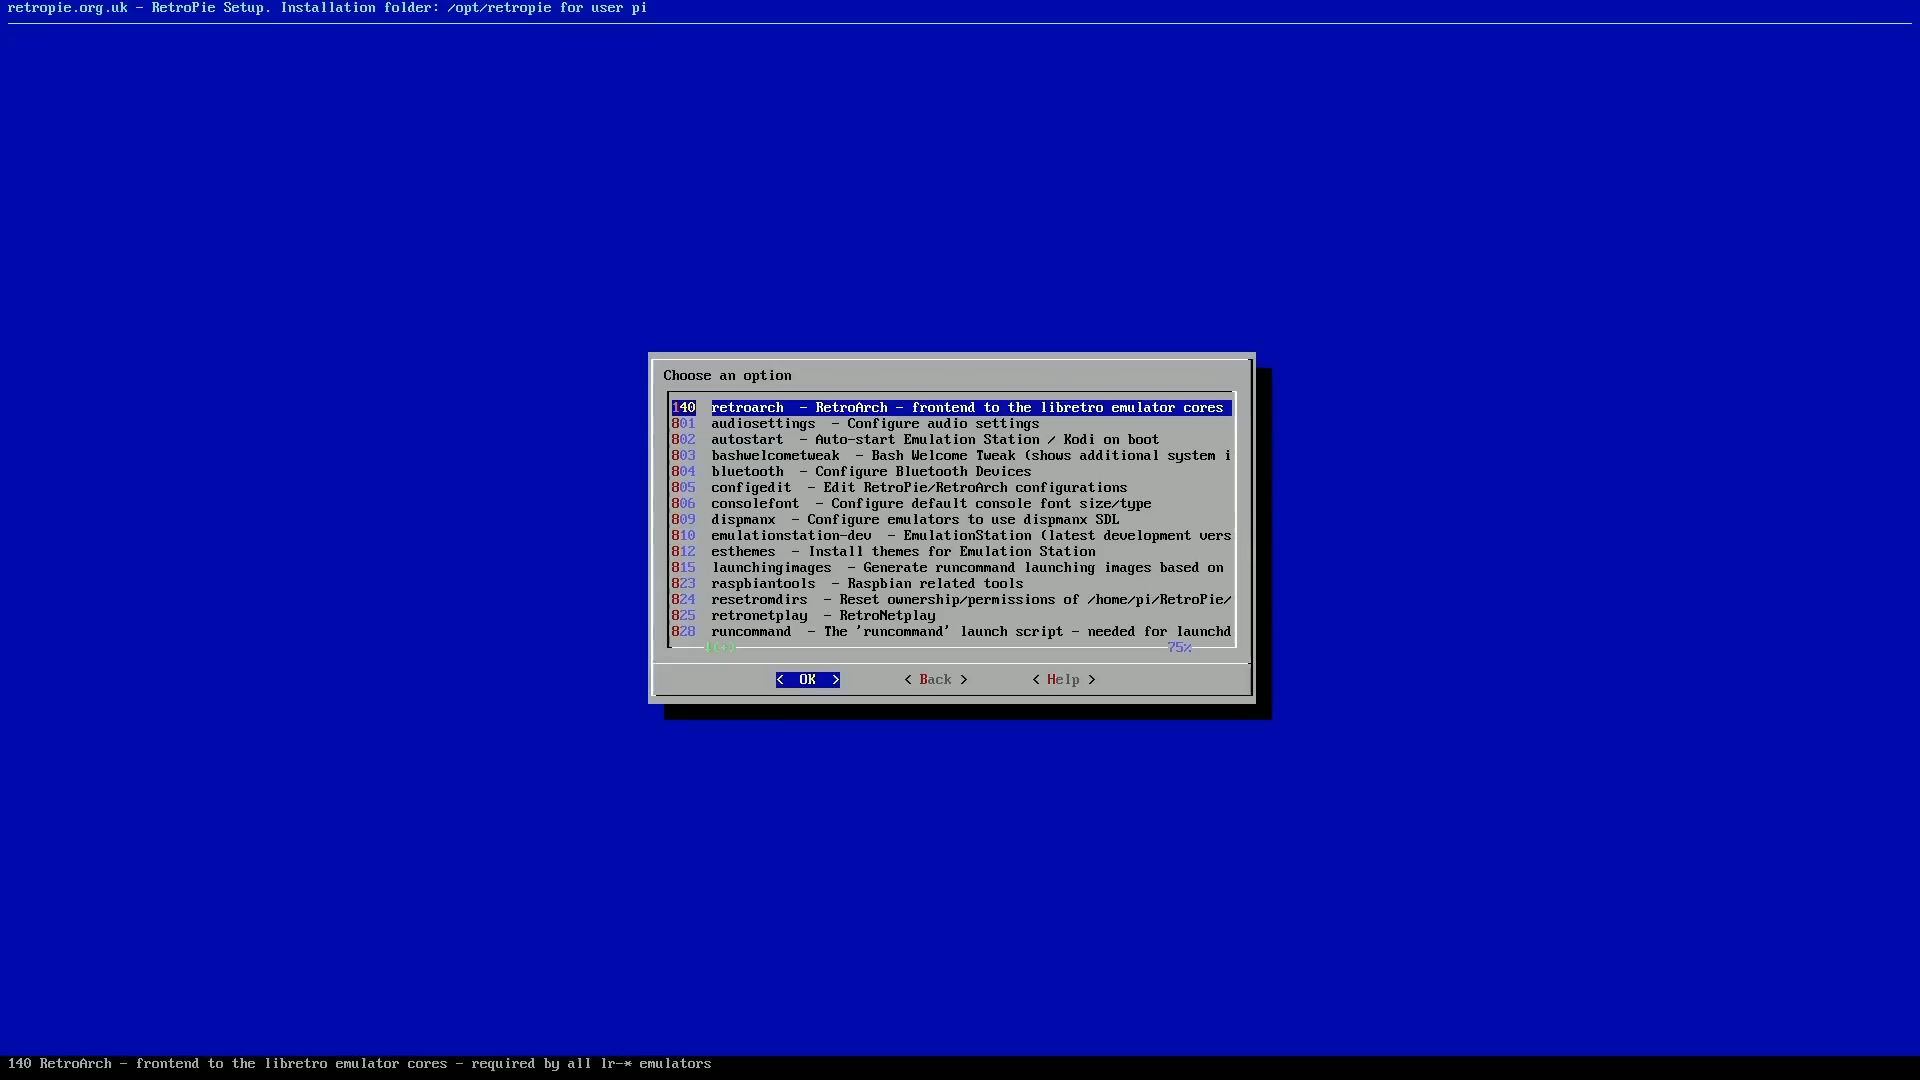 retropie.org.uk - RetroPie Setup. Installation folder: /opt/retropie for user pi
Choose an option
140 retroarch - RetroArch - frontend to the libretro emulator cores
801 audiosettings - Configure audio settings
802 autostart - Auto-start Emulation Station / Kodi on boot
803 bashwelcometweak - Bash Welcome Tweak (shows additional system i
804 bluetooth - Configure Bluetooth Devices
805 configedit - Edit RetroPie/RetroArch configurations
806 consolefont - Configure default console font size/type
809 dispmanx - Configure emulators to use dispmanx SDL
810 emulationstation-dev - EmulationStation (latest development vers
812 esthemes - Install themes for Emulation Station
815 launchingimages - Generate runcommand launching images based on
823 raspbiantools - Raspbian related tools
824 resetromdirs - Reset ownership/permissions of /home/pi/RetroPie/
825 retronetplay - RetroNetplay
828 runcommand - The 'runcommand' launch script - needed for launchd
↓(+) 75%
< OK > < Back > < Help >
140 RetroArch - frontend to the libretro emulator cores - required by all lr-* emulators